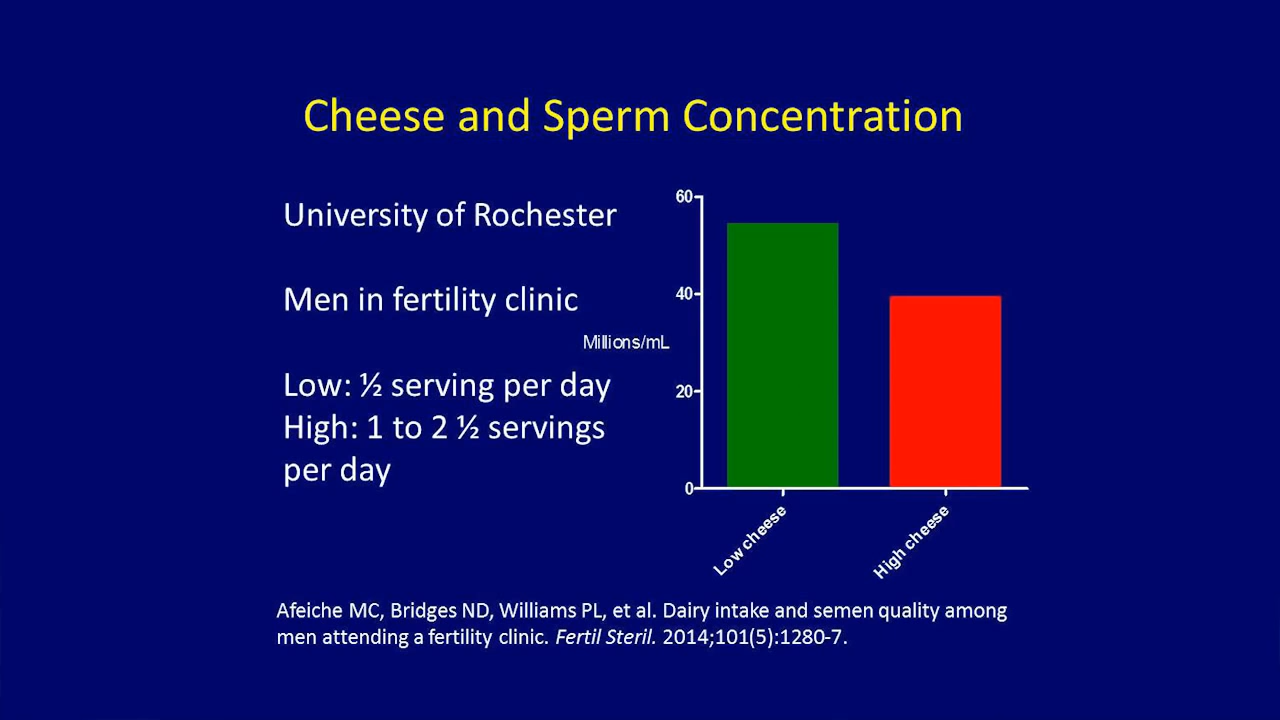 Cheese and Sperm Concentration
University of Rochester
Men in fertility clinic
Low: ½ serving per day
High: 1 to 2 ½ servings
per day
60
40
Millions/mL
20
0
Low cheese
High cheese
Afeiche MC, Bridges ND, Williams PL, et al. Dairy intake and semen quality among
men attending a fertility clinic. Fertil Steril. 2014;101(5):1280-7.